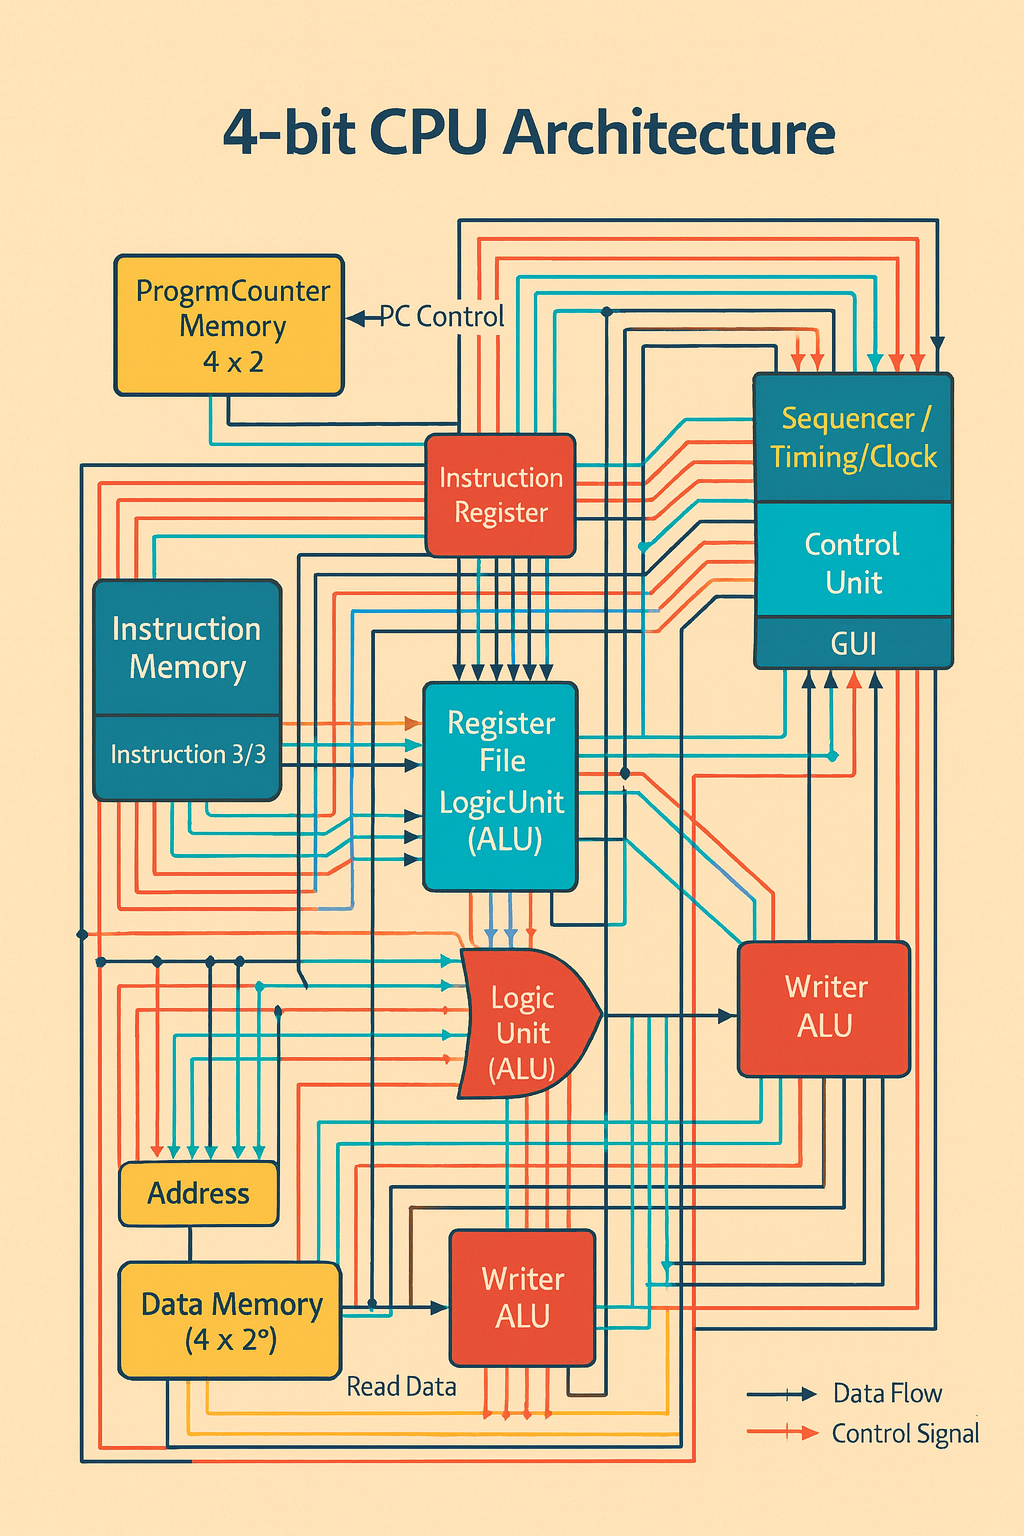 4-bit CPU Architecture
ProgrmCounter
Memory
4 x 2
PC Control
Instruction
Register
Sequencer /
Timing/Clock
Control
Unit
GUI
Instruction
Memory
Instruction 3/3
Register
File
LogicUnit
(ALU)
Logic
Unit
(ALU)
Writer
ALU
Address
Data Memory
(4 x 2°)
Writer
ALU
Read Data
Data Flow
Control Signal